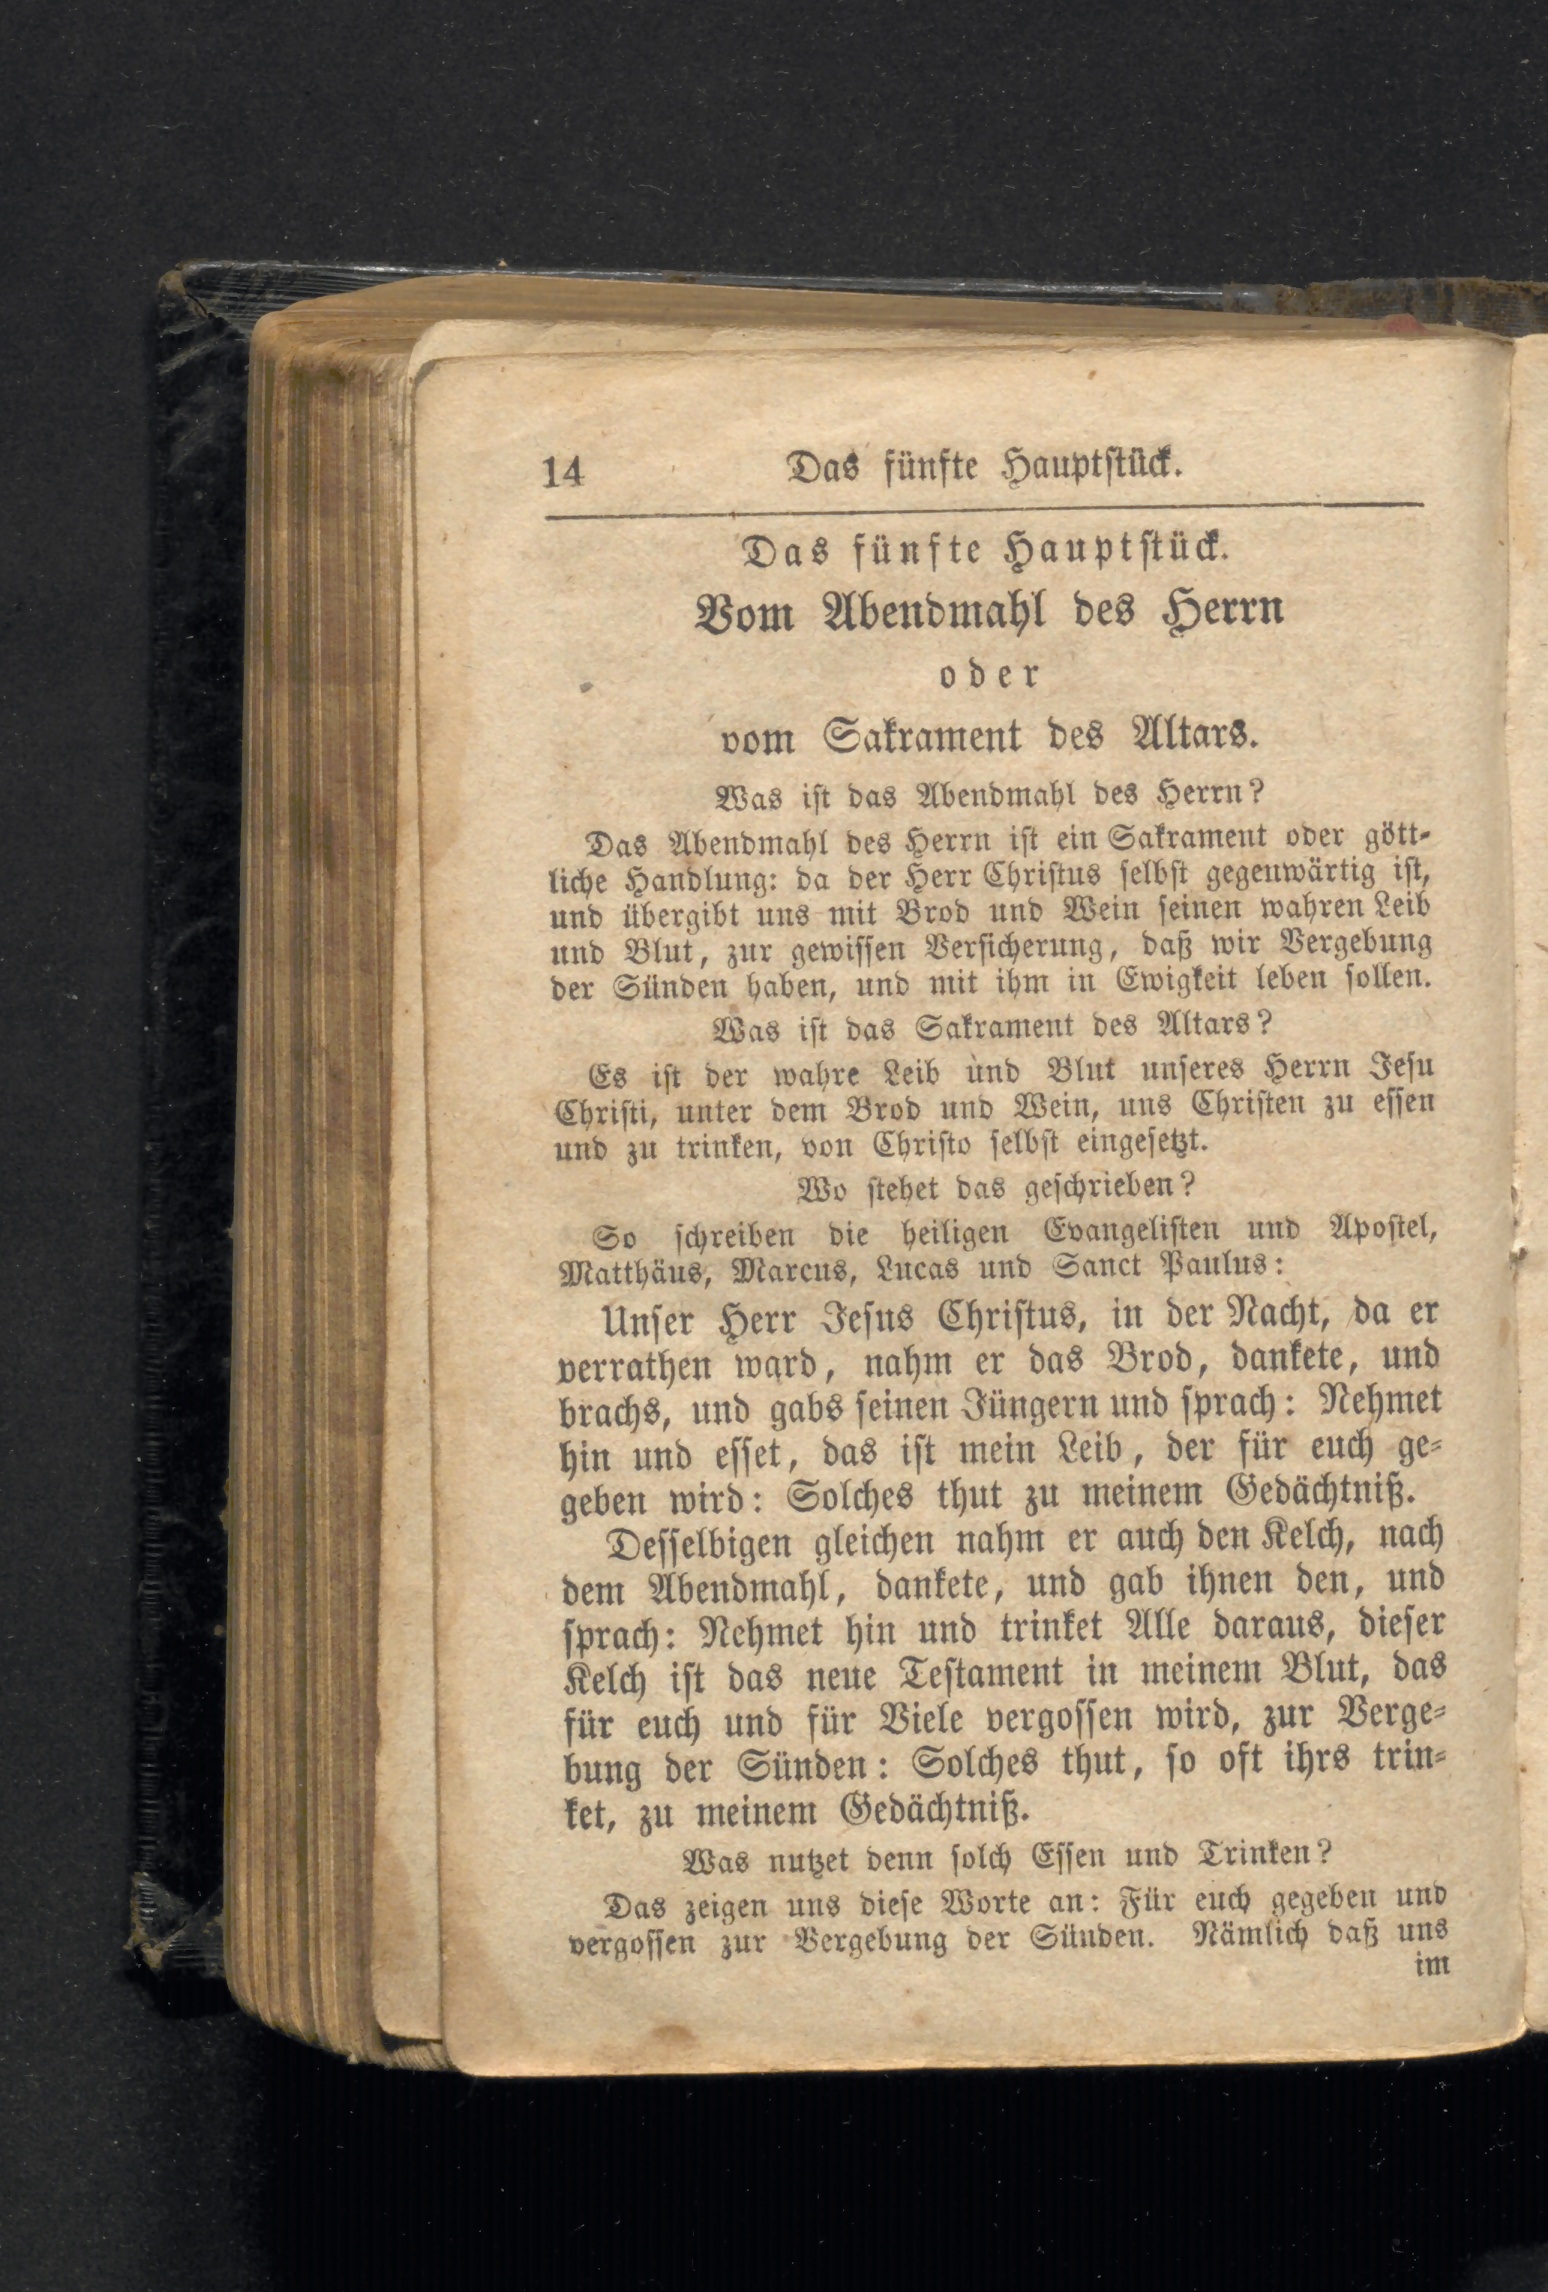 14 Das fünfte Hauptstück.
Das fünfte Hauptstück.
Vom Abendmahl des Herrn
oder
vom Sakrament des Altars.
Was ist das Abendmahl des Herrn?
Das Abendmahl des Herrn ist ein Sakrament oder gött-
liche Handlung: da der Herr Christus selbst gegenwärtig ist,
und übergibt uns mit Brod und Wein seinen wahren Leib
und Blut, zur gewissen Versicherung, daß wir Vergebung
der Sünden haben, und mit ihm in Ewigkeit leben sollen.
Was ist das Sakrament des Altars?
Es ist der wahre Leib und Blut unseres Herrn Jesu
Christi, unter dem Brod und Wein, uns Christen zu essen
und zu trinken, von Christo selbst eingesetzt.
Wo stehet das geschrieben?
So schreiben die heiligen Evangelisten und Apostel,
Matthäus, Marcus, Lucas und Sanct Paulus:
Unser Herr Jesus Christus, in der Nacht, da er
verrathen ward, nahm er das Brod, dankete, und
brachs, und gabs seinen Jüngern und sprach: Nehmet
hin und esset, das ist mein Leib, der für euch ge-
geben wird: Solches thut zu meinem Gedächtniß.
Desselbigen gleichen nahm er auch den Kelch, nach
dem Abendmahl, dankete, und gab ihnen den, und
sprach: Nehmet hin und trinket Alle daraus, dieser
Kelch ist das neue Testament in meinem Blut, das
für euch und für Viele vergossen wird, zur Verge-
bung der Sünden: Solches thut, so oft ihrs trin-
ket, zu meinem Gedächtniß.
Was nutzet denn solch Essen und Trinken?
Das zeigen uns diese Worte an: Für euch gegeben und
vergossen zur Vergebung der Sünden. Nämlich daß uns
im